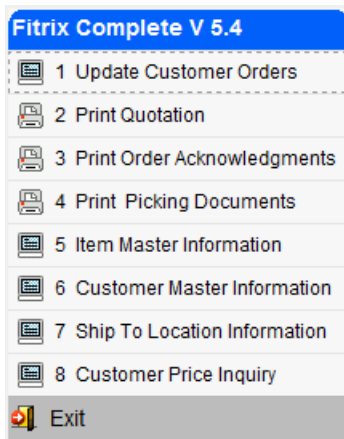 Fitrix Complete V 5.4
1 Update Customer Orders
2 Print Quotation
3 Print Order Acknowledgments
4 Print Picking Documents
5 Item Master Information
6 Customer Master Information
7 Ship To Location Information
8 Customer Price Inquiry
Exit